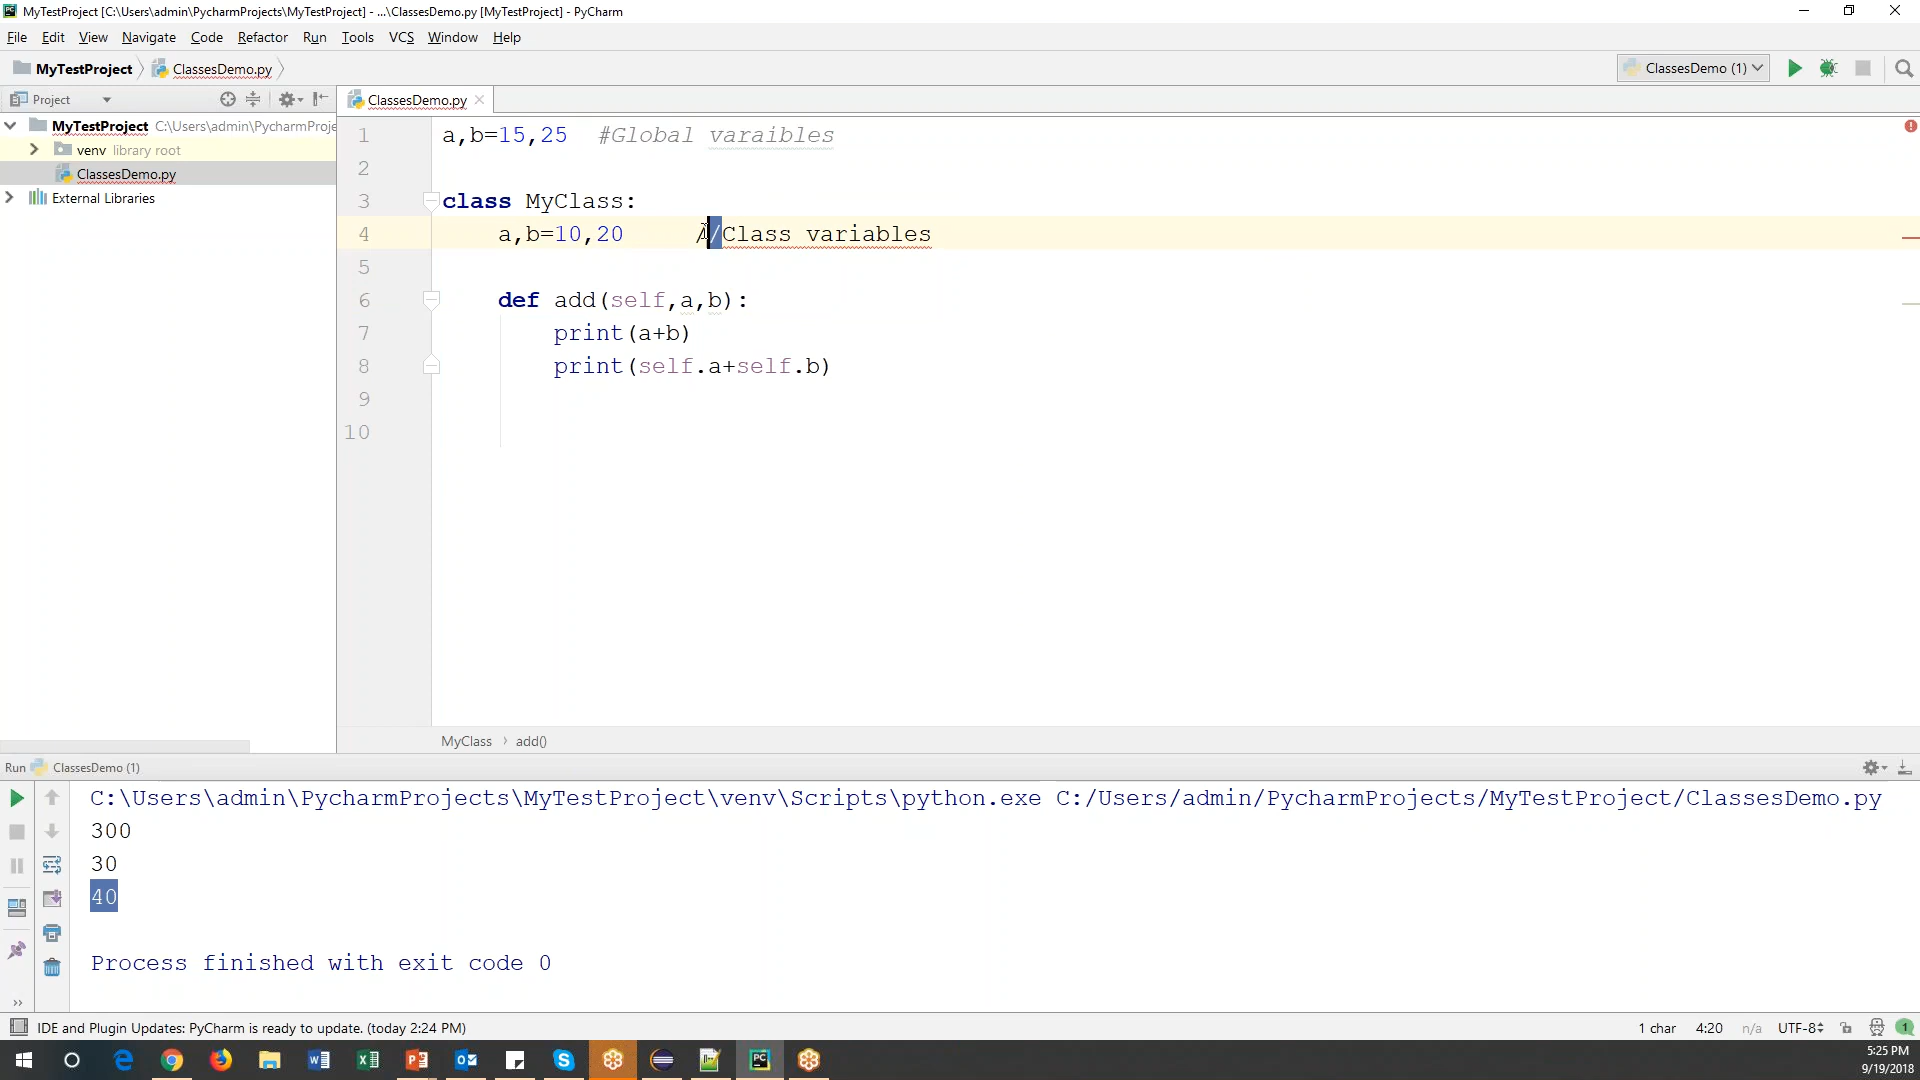 MyTestProject [C:\Users\admin\PycharmProjects\MyTestProject] - ...\ClassesDemo.py [MyTestProject] - PyCharm
File Edit View Navigate Code Refactor Run Tools VCS Window Help
MyTestProject ClassesDemo.py ClassesDemo (1)
Project ClassesDemo.py
MyTestProject C:\Users\admin\PycharmProje
venv library root
ClassesDemo.py
External Libraries
1 a,b=15,25 #Global varaibles
2
3 class MyClass:
4 a,b=10,20 //Class variables
5
6 def add(self,a,b):
7 print(a+b)
8 print(self.a+self.b)
9
10
MyClass › add()
Run ClassesDemo (1)
C:\Users\admin\PycharmProjects\MyTestProject\venv\Scripts\python.exe C:/Users/admin/PycharmProjects/MyTestProject/ClassesDemo.py
300
30
40
Process finished with exit code 0
IDE and Plugin Updates: PyCharm is ready to update. (today 2:24 PM) 1 char 4:20 n/a UTF-8 1
5:25 PM
9/19/2018